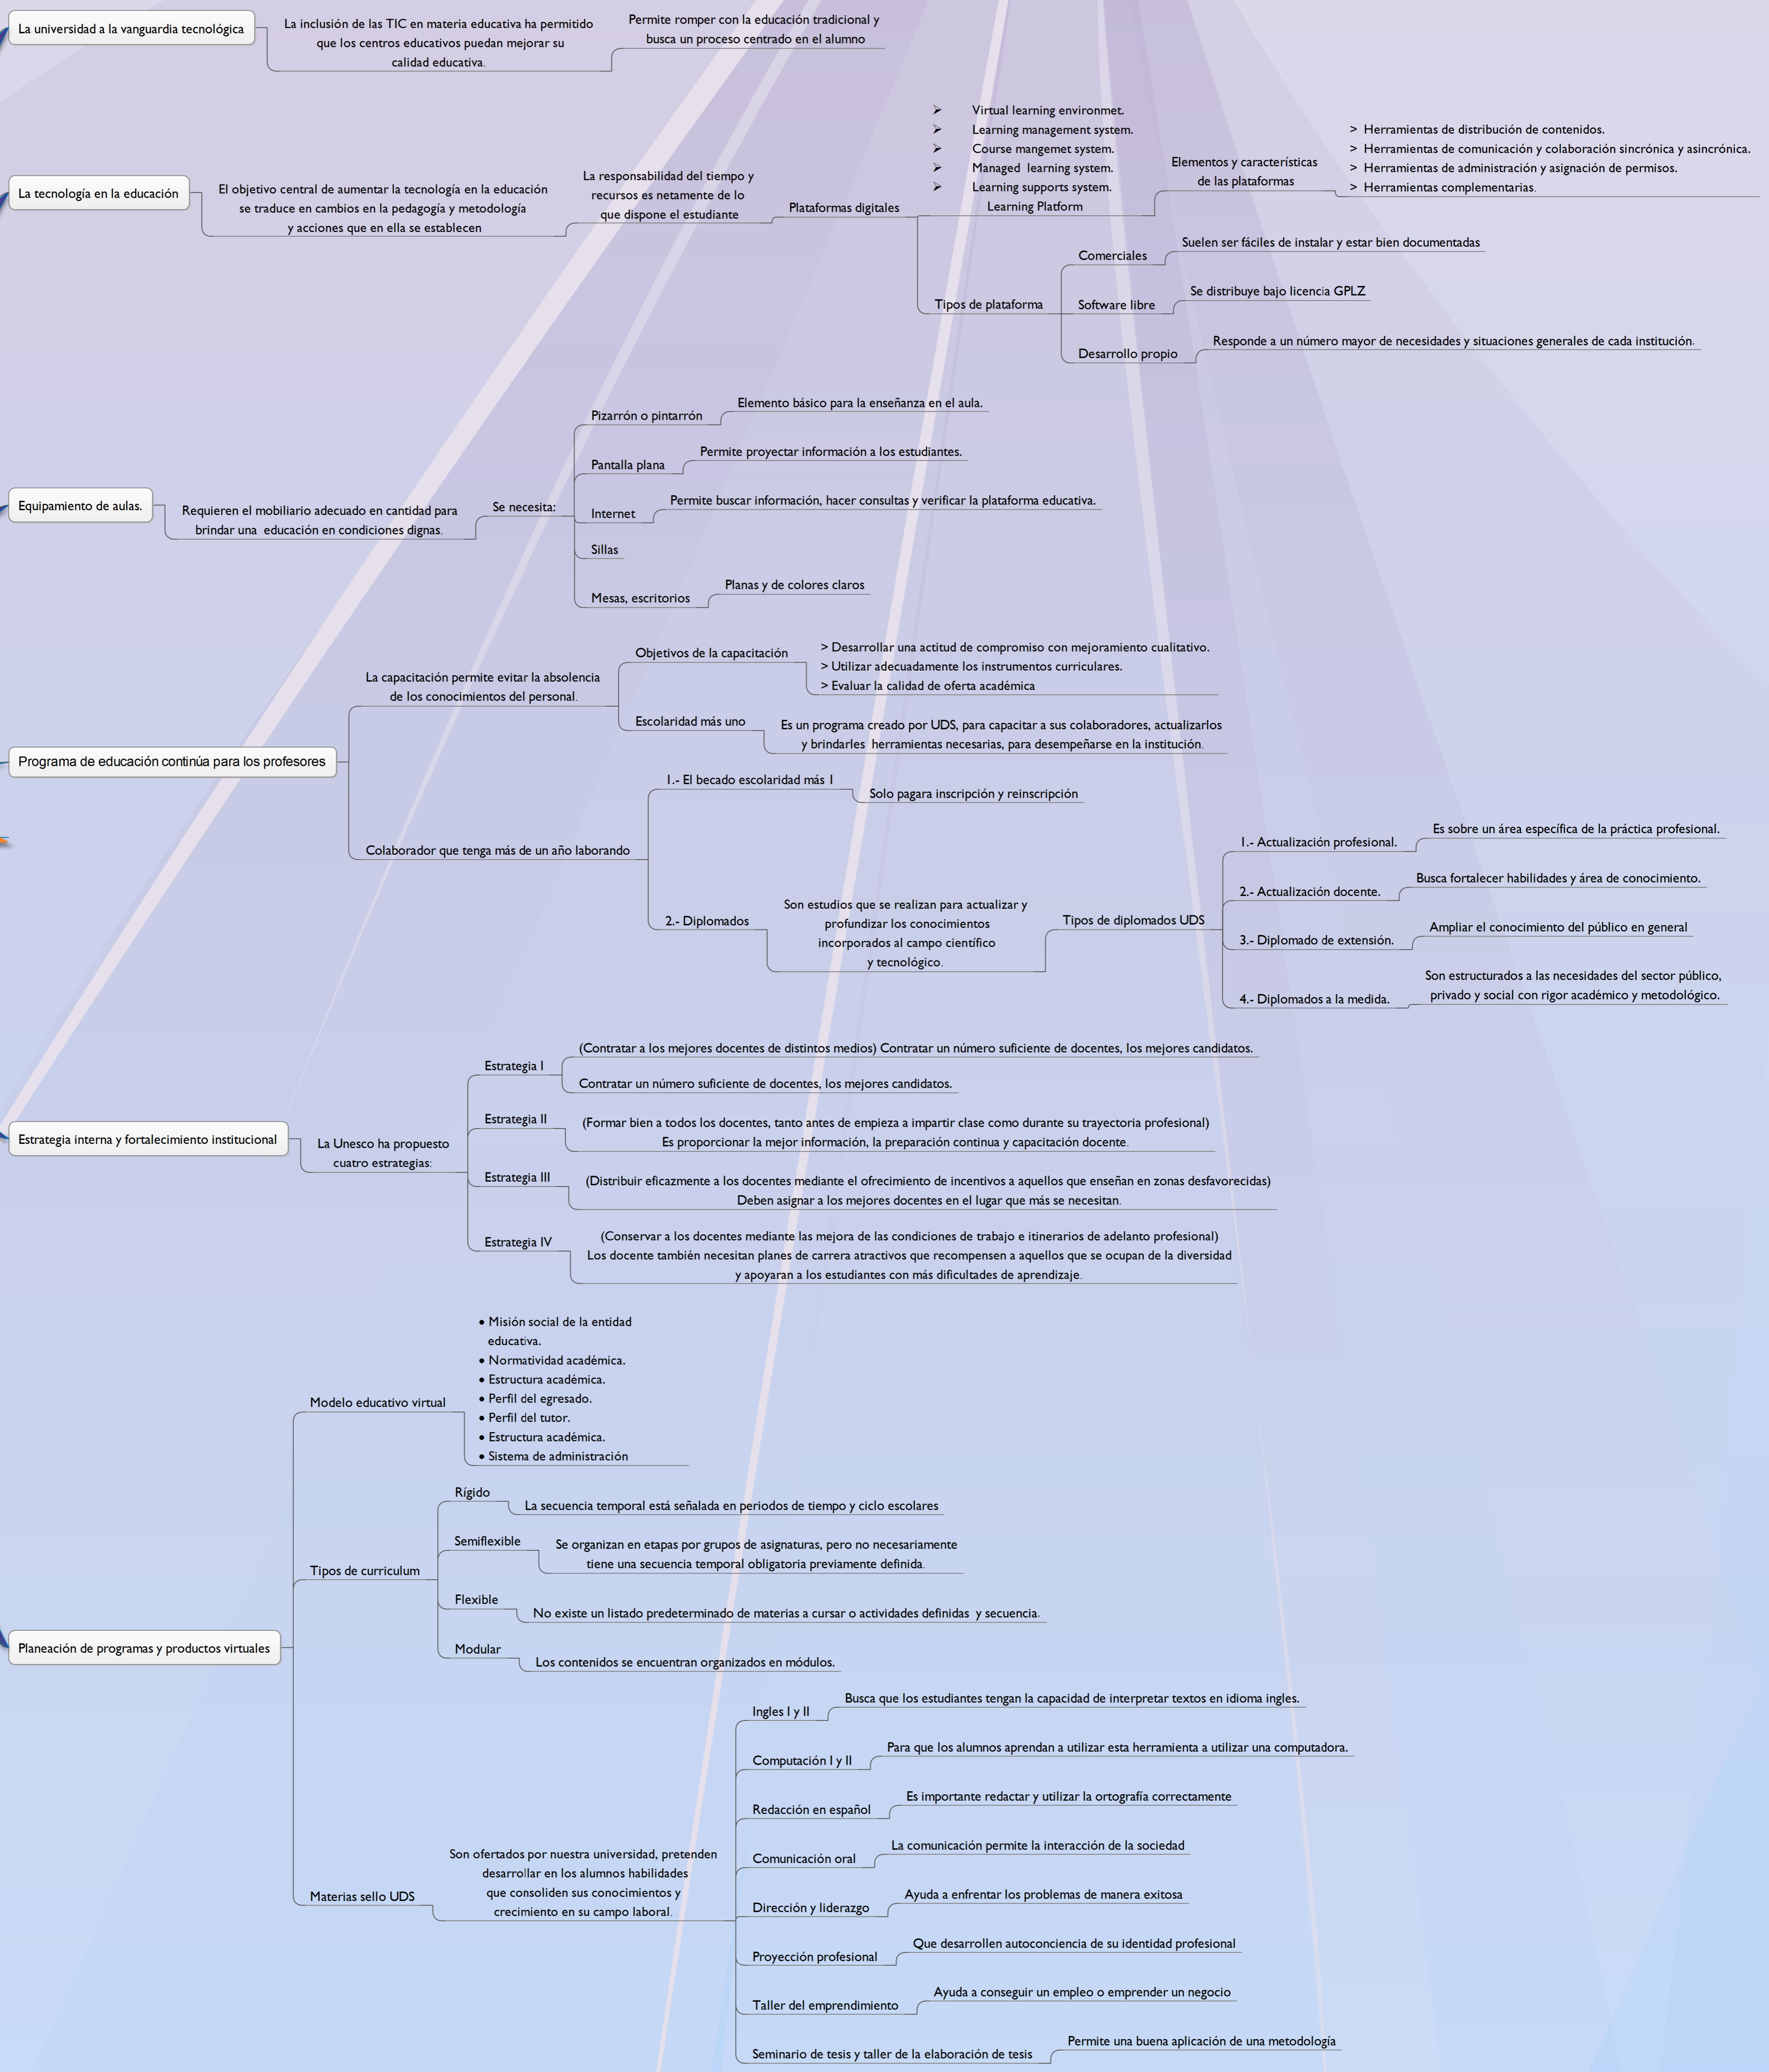 La universidad a la vanguardia tecnológica
La inclusión de las TIC en materia educativa ha permitido
que los centros educativos puedan mejorar su
calidad educativa.
Permite romper con la educación tradicional y
busca un proceso centrado en el alumno
La tecnología en la educación
El objetivo central de aumentar la tecnología en la educación
se traduce en cambios en la pedagogía y metodología
y acciones que en ella se establecen
La responsabilidad del tiempo y
recursos es netamente de lo
que dispone el estudiante
Plataformas digitales
➢ Virtual learning environmet.
➢ Learning management system.
➢ Course mangemet system.
➢ Managed  learning system.
➢ Learning supports system.
Learning Platform
Elementos y características
de las plataformas
> Herramientas de distribución de contenidos.
> Herramientas de comunicación y colaboración sincrónica y asincrónica.
> Herramientas de administración y asignación de permisos.
> Herramientas complementarias.
Tipos de plataforma
Comerciales
Suelen ser fáciles de instalar y estar bien documentadas
Software libre
Se distribuye bajo licencia GPLZ
Desarrollo propio
Responde a un número mayor de necesidades y situaciones generales de cada institución.
Equipamiento de aulas.
Requieren el mobiliario adecuado en cantidad para
brindar una  educación en condiciones dignas.
Se necesita:
Pizarrón o pintarrón
Elemento básico para la enseñanza en el aula.
Pantalla plana
Permite proyectar información a los estudiantes.
Internet
Permite buscar información, hacer consultas y verificar la plataforma educativa.
Sillas
Mesas, escritorios
Planas y de colores claros
Programa de educación continúa para los profesores
La capacitación permite evitar la absolencia
de los conocimientos del personal.
Objetivos de la capacitación
> Desarrollar una actitud de compromiso con mejoramiento cualitativo.
> Utilizar adecuadamente los instrumentos curriculares.
> Evaluar la calidad de oferta académica
Escolaridad más uno
Es un programa creado por UDS, para capacitar a sus colaboradores, actualizarlos
y brindarles  herramientas necesarias, para desempeñarse en la institución.
Colaborador que tenga más de un año laborando
1.- El becado escolaridad más 1
Solo pagara inscripción y reinscripción
2.- Diplomados
Son estudios que se realizan para actualizar y
profundizar los conocimientos
incorporados al campo científico
y tecnológico.
Tipos de diplomados UDS
1.- Actualización profesional.
Es sobre un área específica de la práctica profesional.
2.- Actualización docente.
Busca fortalecer habilidades y área de conocimiento.
3.- Diplomado de extensión.
Ampliar el conocimiento del público en general
4.- Diplomados a la medida.
Son estructurados a las necesidades del sector público,
privado y social con rigor académico y metodológico.
Estrategia interna y fortalecimiento institucional
La Unesco ha propuesto
cuatro estrategias:
Estrategia I
(Contratar a los mejores docentes de distintos medios) Contratar un número suficiente de docentes, los mejores candidatos.
Contratar un número suficiente de docentes, los mejores candidatos.
Estrategia II
(Formar bien a todos los docentes, tanto antes de empieza a impartir clase como durante su trayectoria profesional)
Es proporcionar la mejor información, la preparación continua y capacitación docente.
Estrategia III
(Distribuir eficazmente a los docentes mediante el ofrecimiento de incentivos a aquellos que enseñan en zonas desfavorecidas)
Deben asignar a los mejores docentes en el lugar que más se necesitan.
Estrategia IV
(Conservar a los docentes mediante las mejora de las condiciones de trabajo e itinerarios de adelanto profesional)
Los docente también necesitan planes de carrera atractivos que recompensen a aquellos que se ocupan de la diversidad
y apoyaran a los estudiantes con más dificultades de aprendizaje.
Planeación de programas y productos virtuales
Modelo educativo virtual
• Misión social de la entidad
educativa.
• Normatividad académica.
• Estructura académica.
• Perfil del egresado.
• Perfil del tutor.
• Estructura académica.
• Sistema de administración
Tipos de curriculum
Rígido
La secuencia temporal está señalada en periodos de tiempo y ciclo escolares
Semiflexible
Se organizan en etapas por grupos de asignaturas, pero no necesariamente
tiene una secuencia temporal obligatoria previamente definida.
Flexible
No existe un listado predeterminado de materias a cursar o actividades definidas  y secuencia.
Modular
Los contenidos se encuentran organizados en módulos.
Materias sello UDS
Son ofertados por nuestra universidad, pretenden
desarrollar en los alumnos habilidades
que consoliden sus conocimientos y
crecimiento en su campo laboral.
Ingles I y II
Busca que los estudiantes tengan la capacidad de interpretar textos en idioma ingles.
Computación I y II
Para que los alumnos aprendan a utilizar esta herramienta a utilizar una computadora.
Redacción en español
Es importante redactar y utilizar la ortografía correctamente
Comunicación oral
La comunicación permite la interacción de la sociedad
Dirección y liderazgo
Ayuda a enfrentar los problemas de manera exitosa
Proyección profesional
Que desarrollen autoconciencia de su identidad profesional
Taller del emprendimiento
Ayuda a conseguir un empleo o emprender un negocio
Seminario de tesis y taller de la elaboración de tesis
Permite una buena aplicación de una metodología